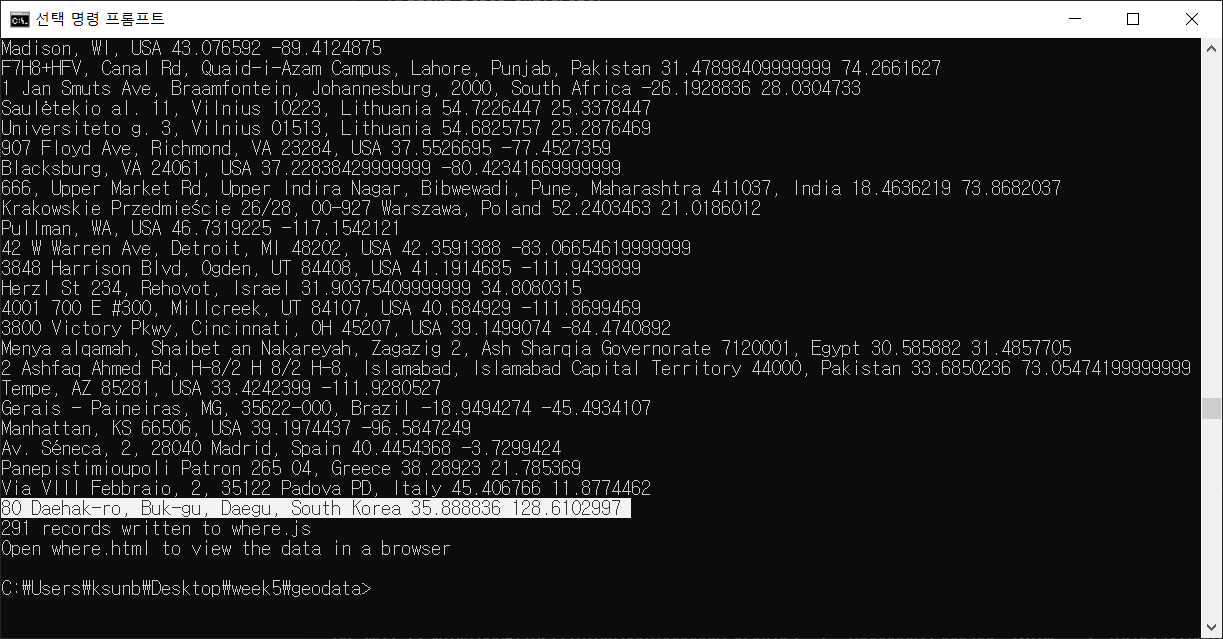 선택 명령 프롬프트
Madison, WI, USA 43.076592 -89.4124875
F7H8+HFV, Canal Rd, Quaid-i-Azam Campus, Lahore, Punjab, Pakistan 31.47898409999999 74.2661627
1 Jan Smuts Ave, Braamfontein, Johannesburg, 2000, South Africa -26.1928836 28.0304733
Saulėtekio al. 11, Vilnius 10223, Lithuania 54.7226447 25.3378447
Universiteto g. 3, Vilnius 01513, Lithuania 54.6825757 25.2876469
907 Floyd Ave, Richmond, VA 23284, USA 37.5526695 -77.4527359
Blacksburg, VA 24061, USA 37.22838429999999 -80.42341669999999
666, Upper Market Rd, Upper Indira Nagar, Bibwewadi, Pune, Maharashtra 411037, India 18.4636219 73.8682037
Krakowskie Przedmieście 26/28, 00-927 Warszawa, Poland 52.2403463 21.0186012
Pullman, WA, USA 46.7319225 -117.1542121
42 W Warren Ave, Detroit, MI 48202, USA 42.3591388 -83.06654619999999
3848 Harrison Blvd, Ogden, UT 84408, USA 41.1914685 -111.9439899
Herzl St 234, Rehovot, Israel 31.90375409999999 34.8080315
4001 700 E #300, Millcreek, UT 84107, USA 40.684929 -111.8699469
3800 Victory Pkwy, Cincinnati, OH 45207, USA 39.1499074 -84.4740892
Menya alqamah, Shaibet an Nakareyah, Zagazig 2, Ash Sharqia Governorate 7120001, Egypt 30.585882 31.4857705
2 Ashfaq Ahmed Rd, H-8/2 H 8/2 H-8, Islamabad, Islamabad Capital Territory 44000, Pakistan 33.6850236 73.05474199999999
Tempe, AZ 85281, USA 33.4242399 -111.9280527
Gerais - Paineiras, MG, 35622-000, Brazil -18.9494274 -45.4934107
Manhattan, KS 66506, USA 39.1974437 -96.5847249
Av. Séneca, 2, 28040 Madrid, Spain 40.4454368 -3.7299424
Panepistimioupoli Patron 265 04, Greece 38.28923 21.785369
Via VIII Febbraio, 2, 35122 Padova PD, Italy 45.406766 11.8774462
80 Daehak-ro, Buk-gu, Daegu, South Korea 35.888836 128.6102997
291 records written to where.js
Open where.html to view the data in a browser
C:₩Users₩ksunb₩Desktop₩week5₩geodata>